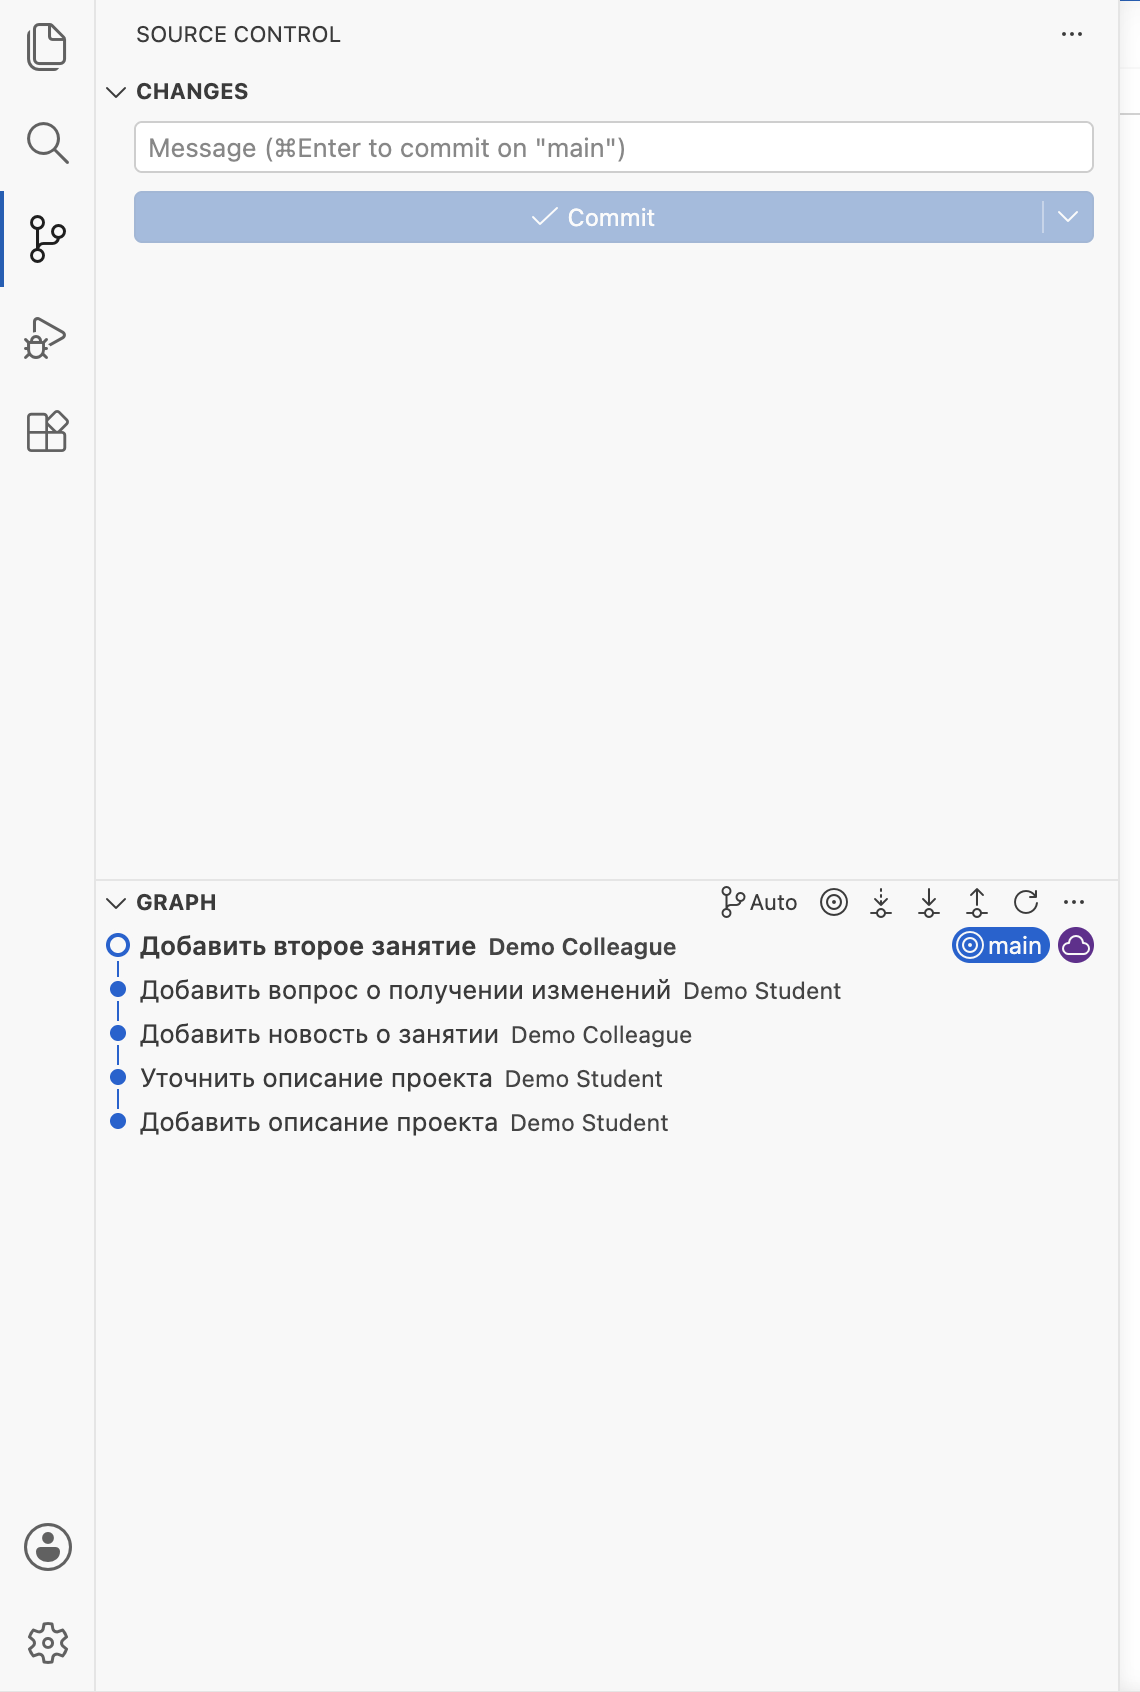 SOURCE CONTROL
CHANGES
Message (⌘Enter to commit on "main")
Commit
GRAPH Auto
Добавить второе занятие Demo Colleague main
Добавить вопрос о получении изменений Demo Student
Добавить новость о занятии Demo Colleague
Уточнить описание проекта Demo Student
Добавить описание проекта Demo Student